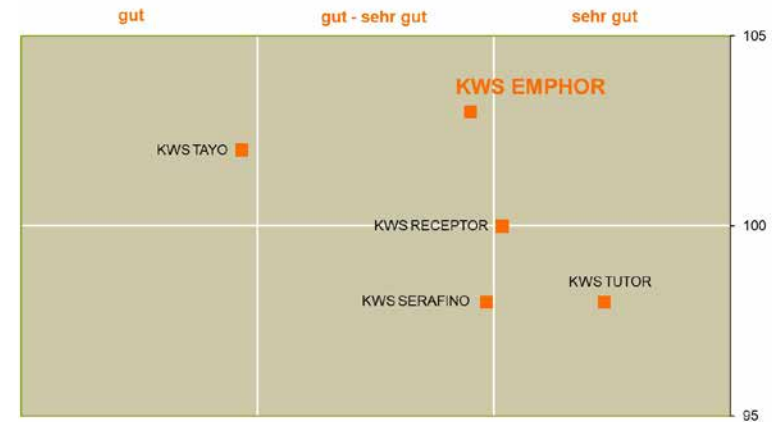 gut
gut - sehr gut
sehr gut
105
KWS EMPHOR
KWS TAYO
KWS RECEPTOR
100
KWS TUTOR
KWS SERAFINO
95